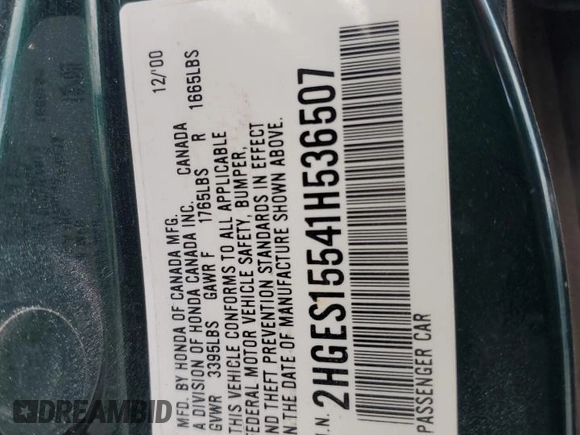 MFD. BY HONDA OF CANADA MFG. 12/00
A DIVISION OF HONDA CANADA INC. CANADA
GVWR 3395LBS GAWR F 1765LBS R 1665LBS
THIS VEHICLE CONFORMS TO ALL APPLICABLE
FEDERAL MOTOR VEHICLE SAFETY, BUMPER,
AND THEFT PREVENTION STANDARDS IN EFFECT
ON THE DATE OF MANUFACTURE SHOWN ABOVE.
V.I.N. 2HGES15541H536507
PASSENGER CAR
DREAMBID